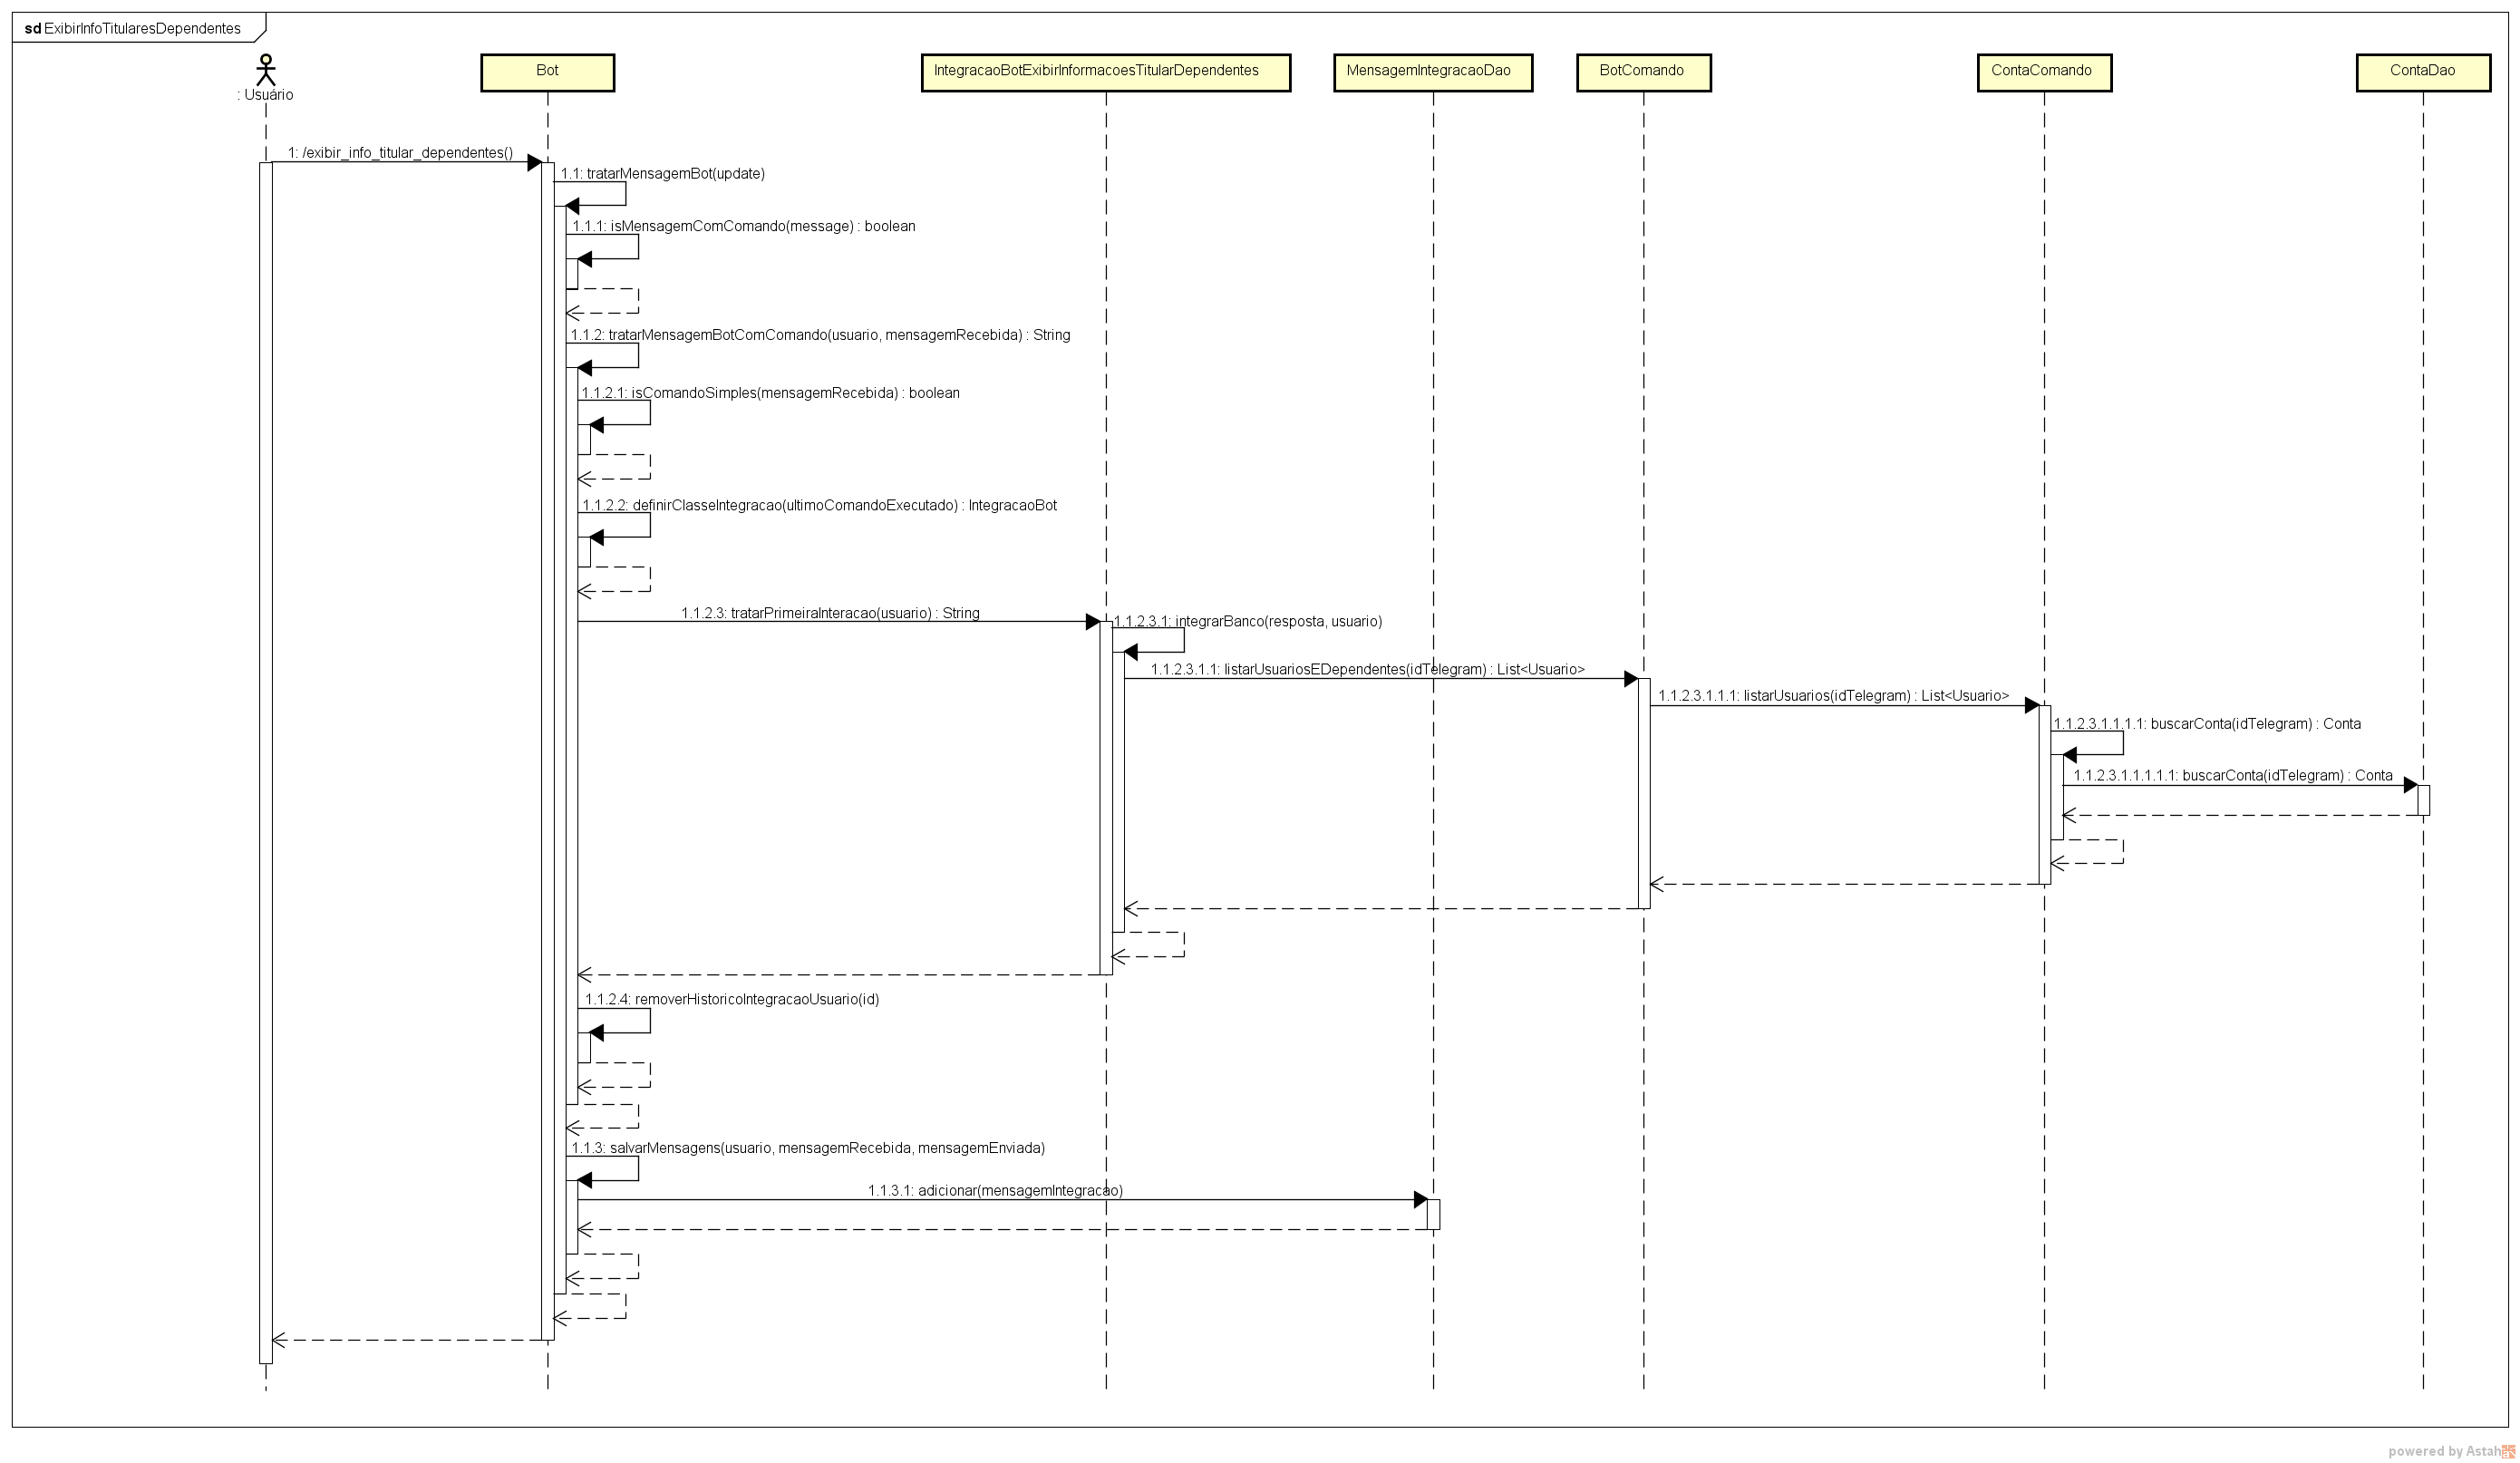 sd ExibirInfoTitularesDependentes
: Usuário
Bot
IntegracaoBotExibirInformacoesTitularDependentes
MensagemIntegracaoDao
BotComando
ContaComando
ContaDao
1: /exibir_info_titular_dependentes()
1.1: tratarMensagemBot(update)
1.1.1: isMensagemComComando(message) : boolean
1.1.2: tratarMensagemBotComComando(usuario, mensagemRecebida) : String
1.1.2.1: isComandoSimples(mensagemRecebida) : boolean
1.1.2.2: definirClasseIntegracao(ultimoComandoExecutado) : IntegracaoBot
1.1.2.3: tratarPrimeiraInteracao(usuario) : String
1.1.2.3.1: integrarBanco(resposta, usuario)
1.1.2.3.1.1: listarUsuariosEDependentes(idTelegram) : List<Usuario>
1.1.2.3.1.1.1: listarUsuarios(idTelegram) : List<Usuario>
1.1.2.3.1.1.1.1: buscarConta(idTelegram) : Conta
1.1.2.3.1.1.1.1.1: buscarConta(idTelegram) : Conta
1.1.2.4: removerHistoricoIntegracaoUsuario(id)
1.1.3: salvarMensagens(usuario, mensagemRecebida, mensagemEnviada)
1.1.3.1: adicionar(mensagemIntegracao)
powered by Astah